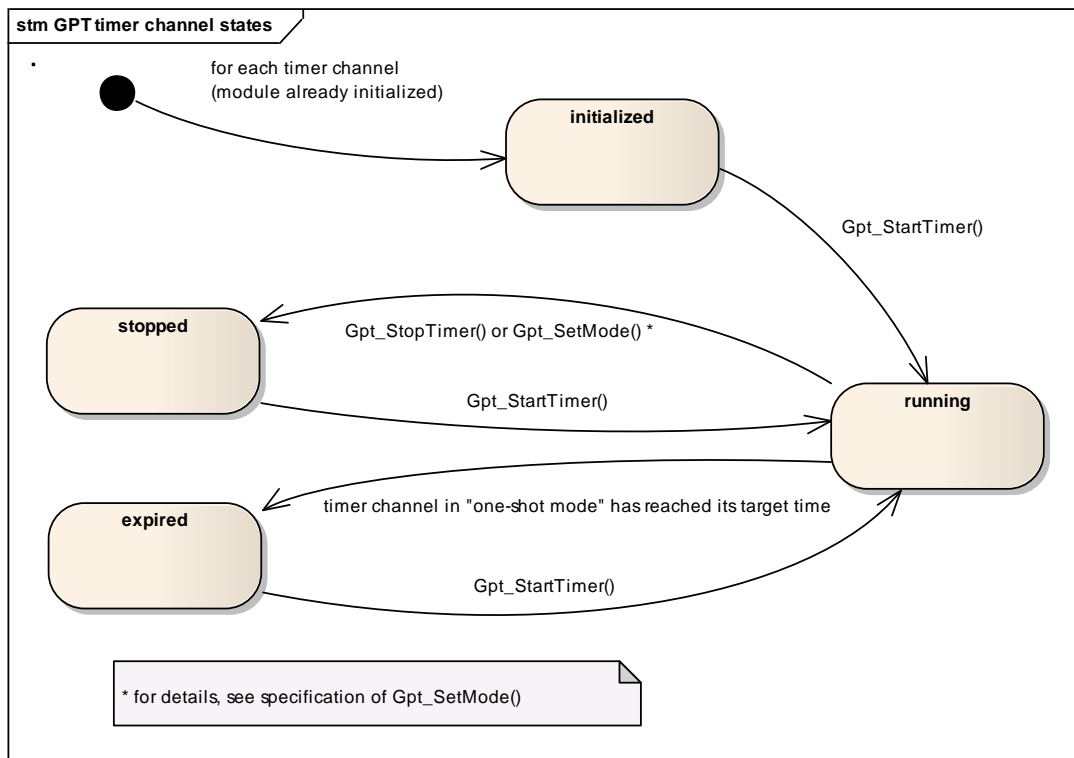 stm GPT timer channel states
for each timer channel
(module already initialized)
initialized
Gpt_StartTimer()
stopped
Gpt_StopTimer() or Gpt_SetMode() *
Gpt_StartTimer()
running
expired
timer channel in "one-shot mode" has reached its target time
Gpt_StartTimer()
* for details, see specification of Gpt_SetMode()